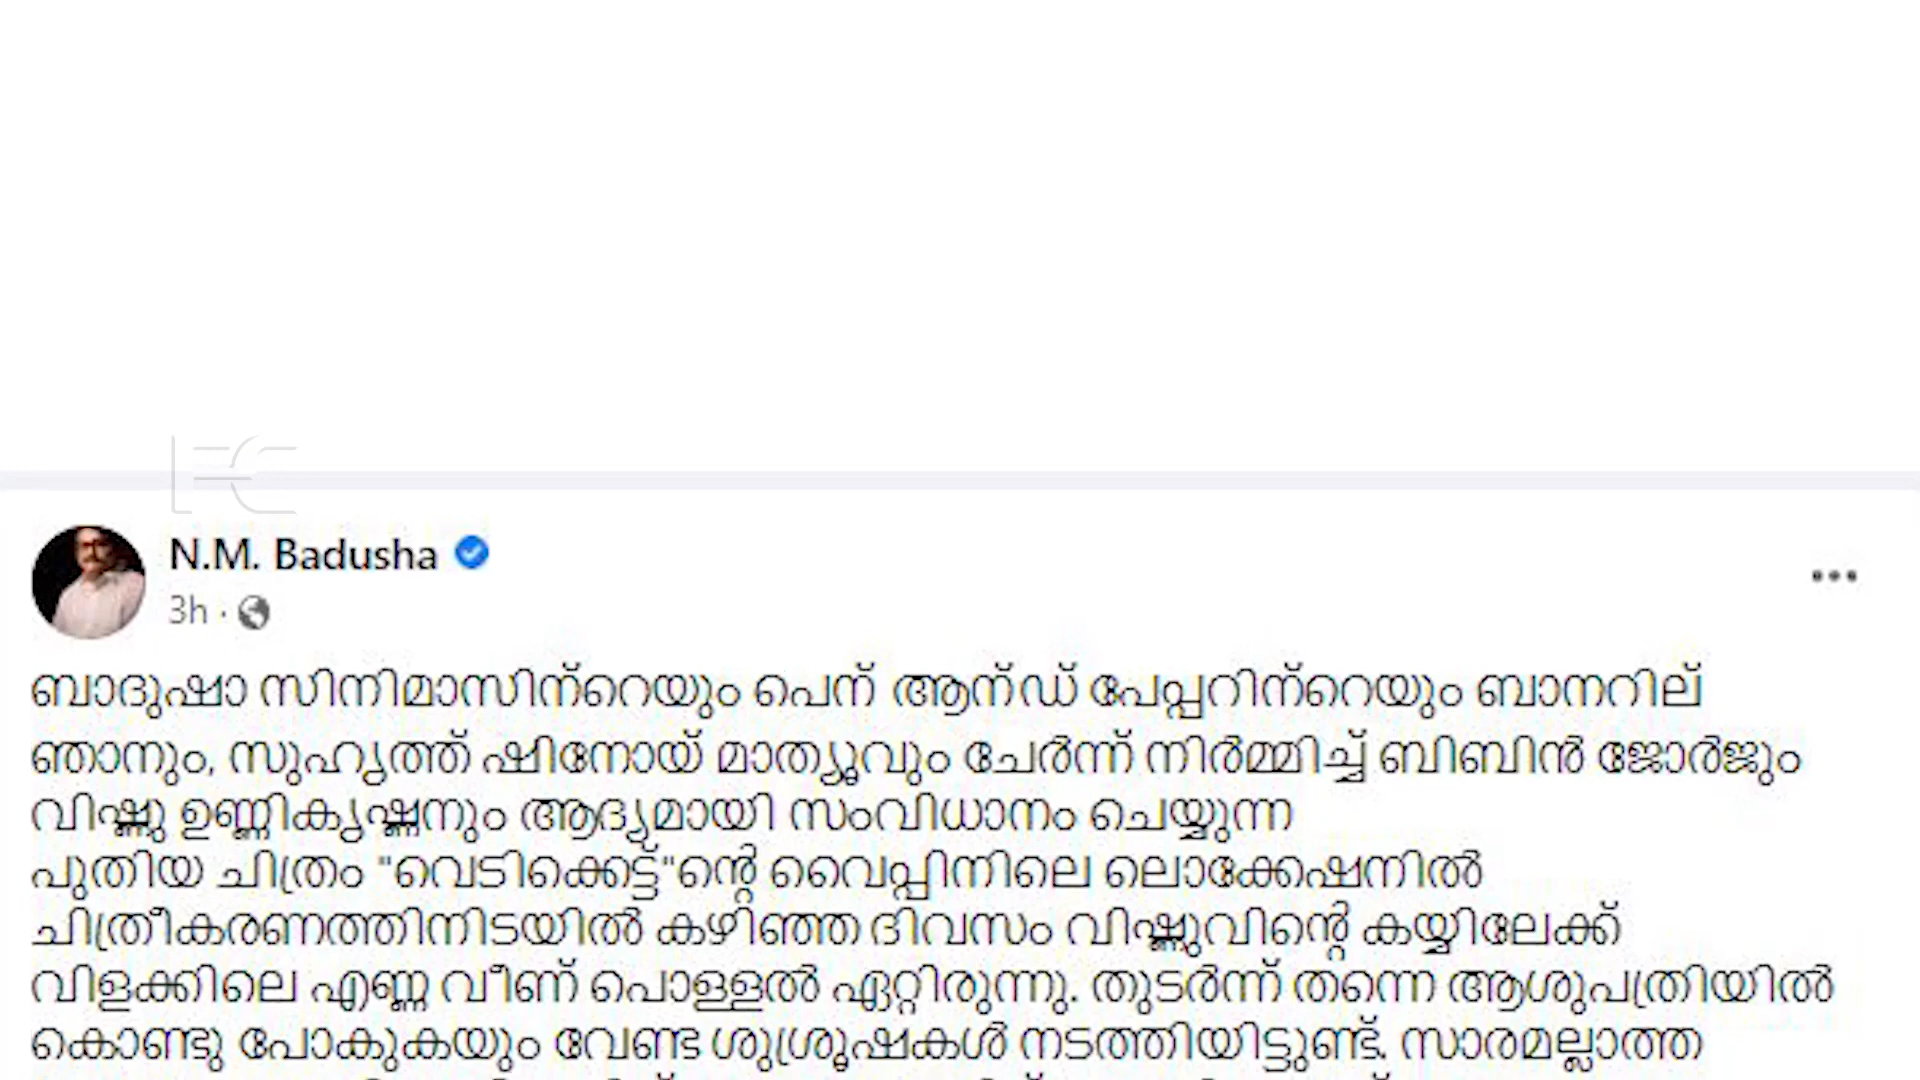 N.M. Badusha
3h ·
ബാദുഷാ സിനിമാസിന്റെയും പെന് ആന്ഡ് പേപ്പറിന്റെയും ബാനറില്
ഞാനും, സുഹൃത്ത് ഷിനോയ് മാത്യൂവും ചേർന്ന് നിർമ്മിച്ച് ബിബിൻ ജോർജും
വിഷ്ണു ഉണ്ണികൃഷ്ണനും ആദ്യമായി സംവിധാനം ചെയ്യുന്ന
പുതിയ ചിത്രം "വെടിക്കെട്ട്"ന്റെ വൈപ്പിനിലെ ലൊക്കേഷനിൽ
ചിത്രീകരണത്തിനിടയിൽ കഴിഞ്ഞ ദിവസം വിഷ്ണുവിന്റെ കയ്യിലേക്ക്
വിളക്കിലെ എണ്ണ വീണ് പൊള്ളൽ ഏറ്റിരുന്നു. തുടർന്ന് തന്നെ ആശുപത്രിയിൽ
കൊണ്ടു പോകുകയും വേണ്ട ശുശ്രൂഷകൾ നടത്തിയിട്ടുണ്ട്. സാരമല്ലാത്ത